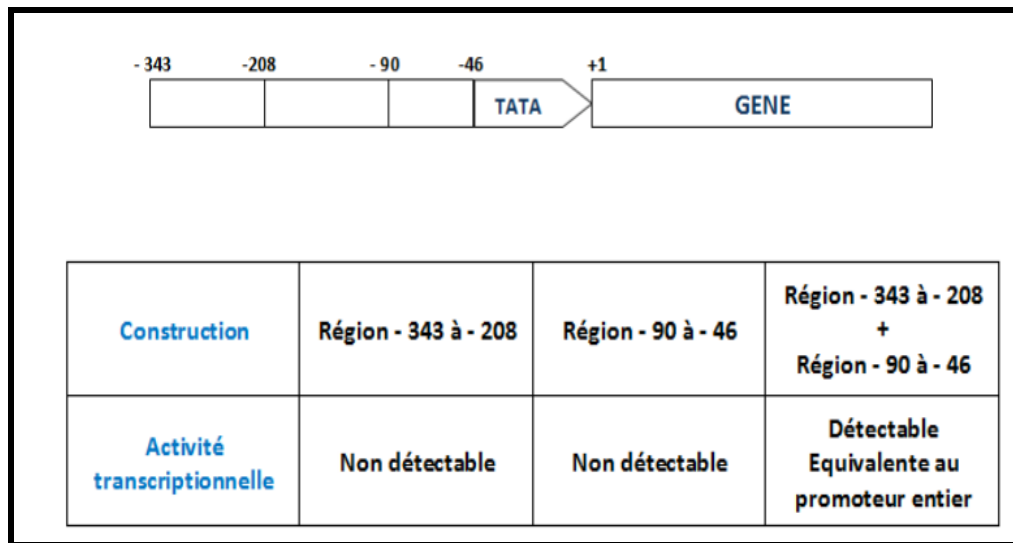 - 343 -208 - 90 -46 +1
TATA GENE
Construction Région - 343 à - 208 Région - 90 à - 46 Région - 343 à - 208
+
Région - 90 à - 46
Activité
transcriptionnelle Non détectable Non détectable Détectable
Equivalente au
promoteur entier